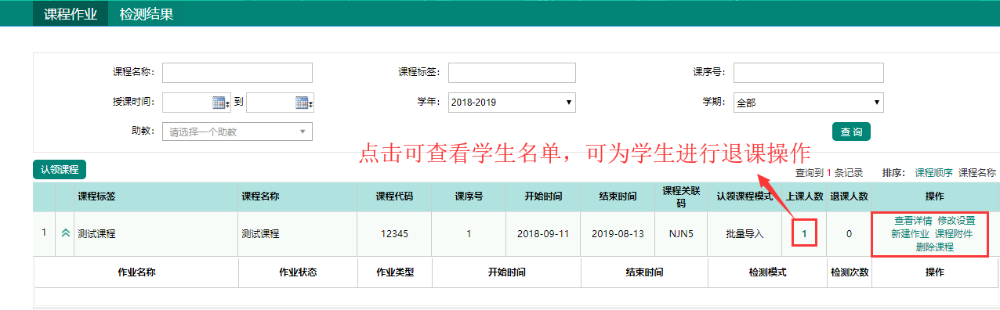 课程作业 检测结果
课程名称： 课程标签： 课序号：
授课时间： 到 学年： 2018-2019 学期： 全部
助教： 请选择一个助教 查询
点击可查看学生名单，可为学生进行退课操作
认领课程 查询到 1 条记录 排序： 课程顺序 课程名称
课程标签 课程名称 课程代码 课序号 开始时间 结束时间 课程关联码 认领课程模式 上课人数 退课人数 操作
1 测试课程 测试课程 12345 1 2018-09-11 2019-08-13 NJN5 批量导入 1 0 查看详情 修改设置
新建作业 课程附件
删除课程
作业名称 作业状态 作业类型 开始时间 结束时间 检测模式 检测次数 操作